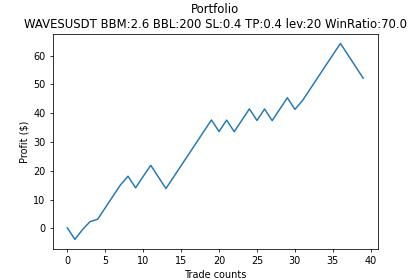 Portfolio
WAVESUSDT BBM:2.6 BBL:200 SL:0.4 TP:0.4 lev:20 WinRatio:70.0
Profit ($)
60
50
40
30
20
10
0
0 5 10 15 20 25 30 35 40
Trade counts